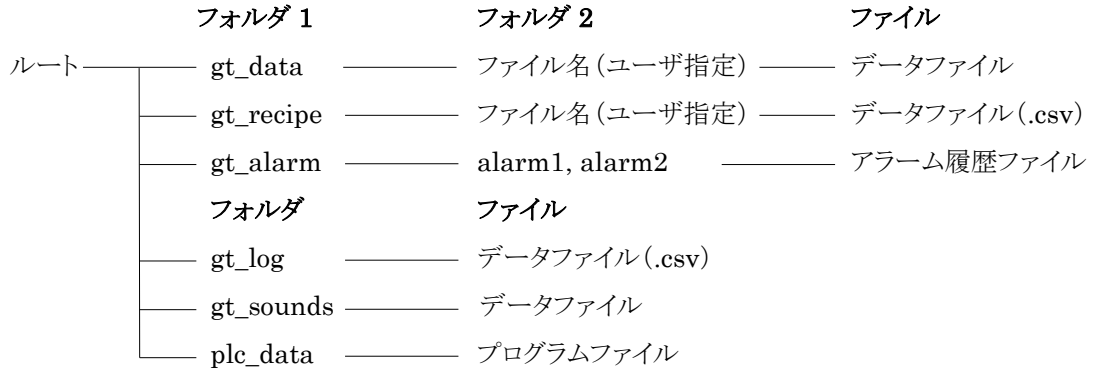 フォルダ 1 フォルダ 2 ファイル
ルート gt_data ファイル名(ユーザ指定) データファイル
gt_recipe ファイル名(ユーザ指定) データファイル(.csv)
gt_alarm alarm1, alarm2 アラーム履歴ファイル
フォルダ ファイル
gt_log データファイル(.csv)
gt_sounds データファイル
plc_data プログラムファイル